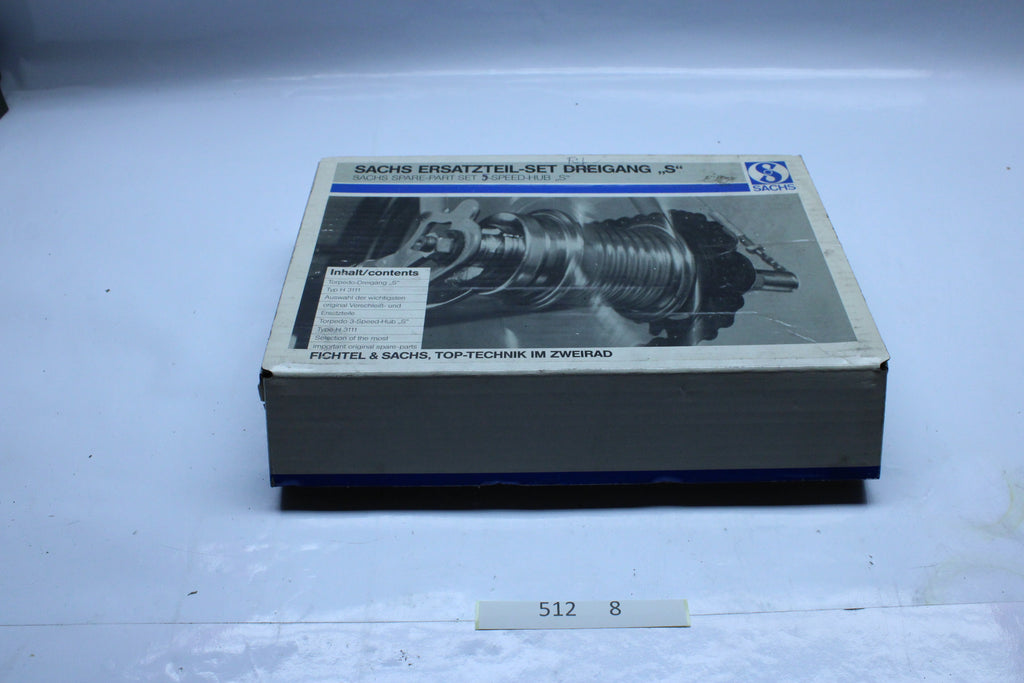 SACHS ERSATZTEIL-SET DREIGANG „S“
SACHS SPARE-PART SET 3-SPEED-HUB „S“
SACHS
Inhalt/contents
Torpedo-Dreigang „S“
Typ H 3111
Auswahl der wichtigsten
original Verschleiß- und
Ersatzteile
Torpedo 3-Speed-Hub „S“
Type H 3111
Selection of the most
important original spare-parts
FICHTEL & SACHS, TOP-TECHNIK IM ZWEIRAD
512 8